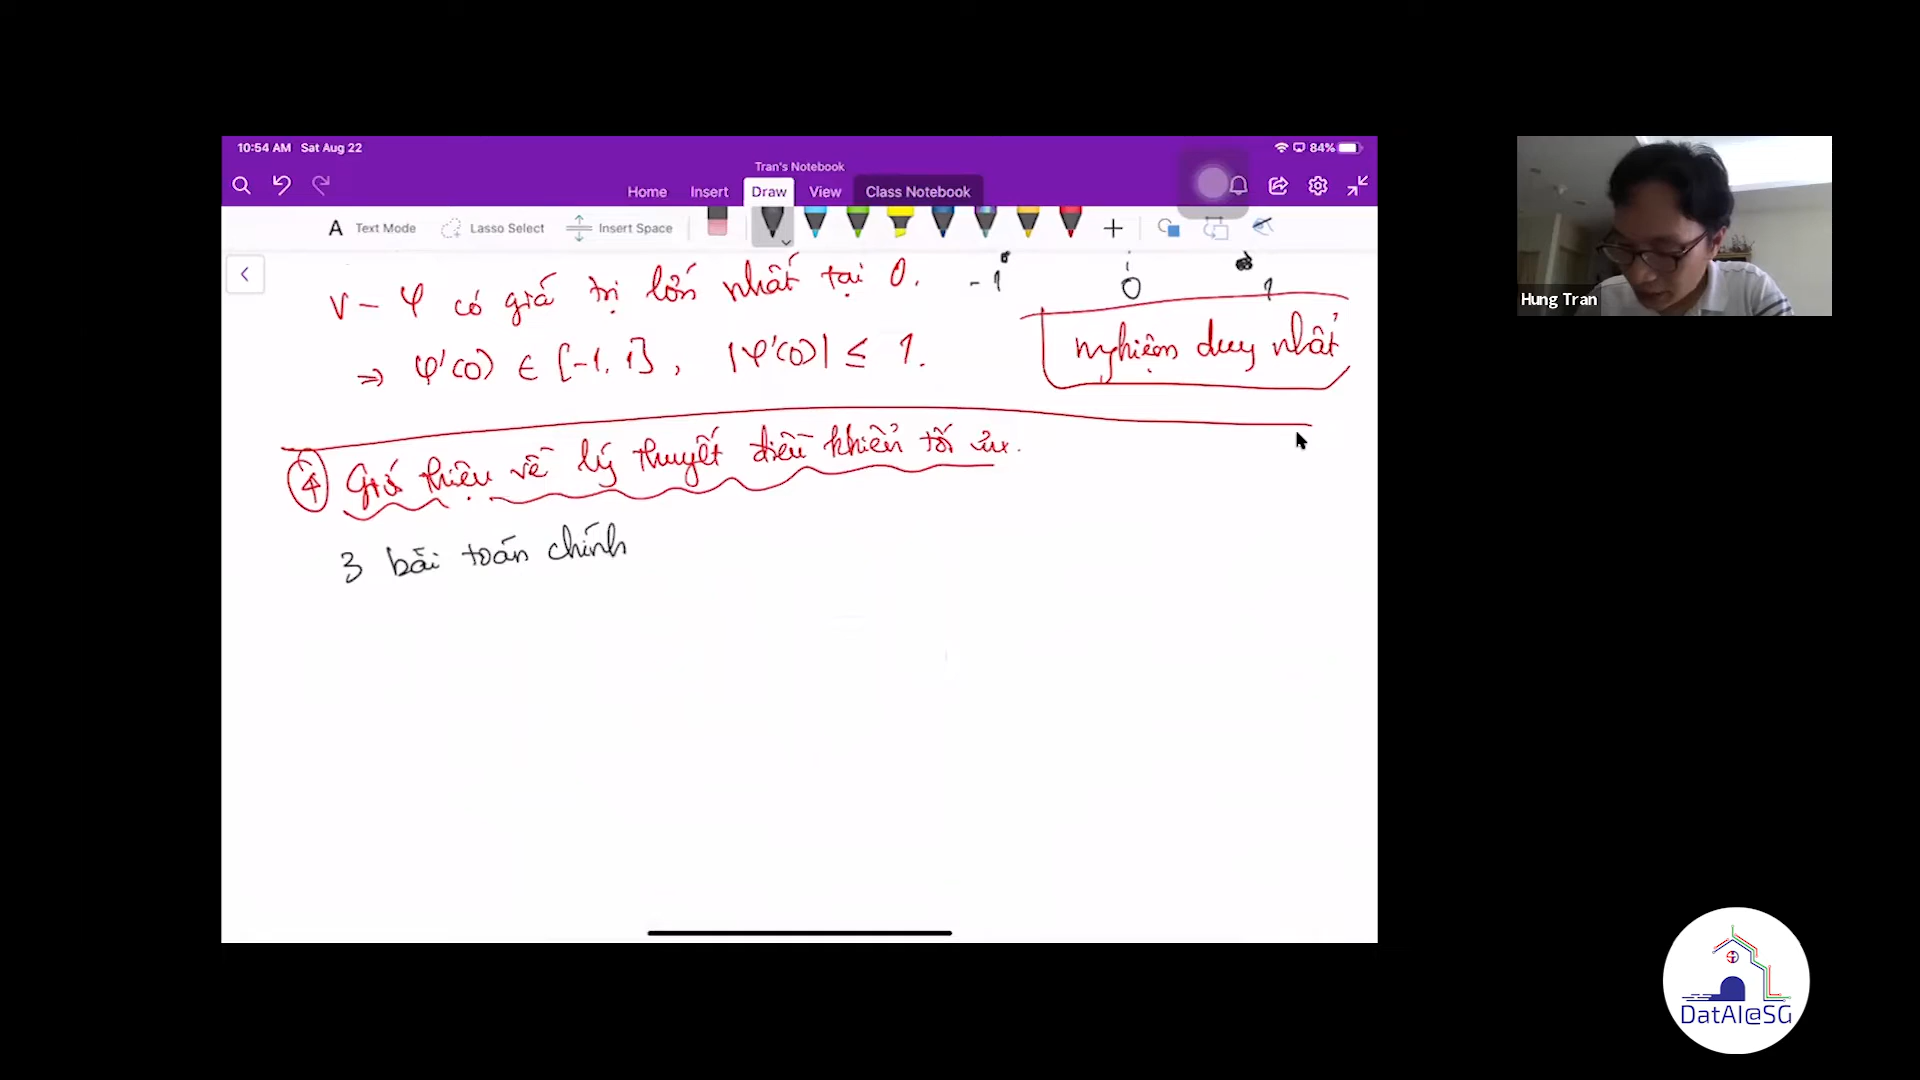 10:54 AM Sat Aug 22
84%
Tran's Notebook
Home Insert Draw View Class Notebook
A Text Mode Lasso Select Insert Space
v - φ có giá trị lớn nhất tại 0.
-1 0 1
⇒ φ'(0) ∈ [-1, 1], |φ'(0)| ≤ 1.
nghiệm duy nhất
④ Giới thiệu về lý thuyết điều khiển tối ưu.
3 bài toán chính
Hung Tran
DatAI@SG